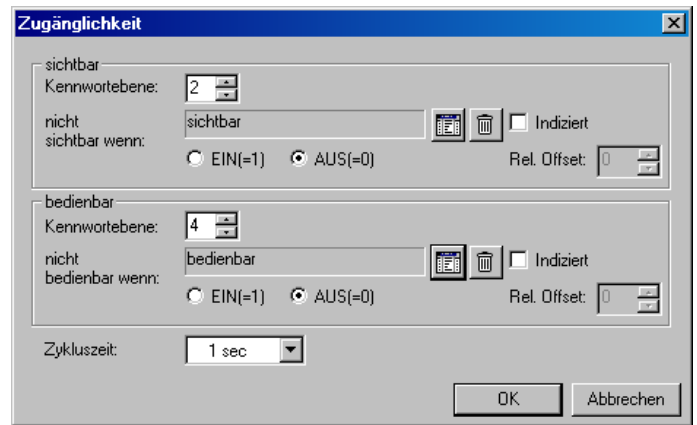 Zugänglichkeit
sichtbar
Kennwortebene: 2
nicht
sichtbar wenn:
sichtbar
Indiziert
EIN(=1) AUS(=0) Rel. Offset: 0
bedienbar
Kennwortebene: 4
nicht
bedienbar wenn:
bedienbar
Indiziert
EIN(=1) AUS(=0) Rel. Offset: 0
Zykluszeit: 1 sec
OK Abbrechen